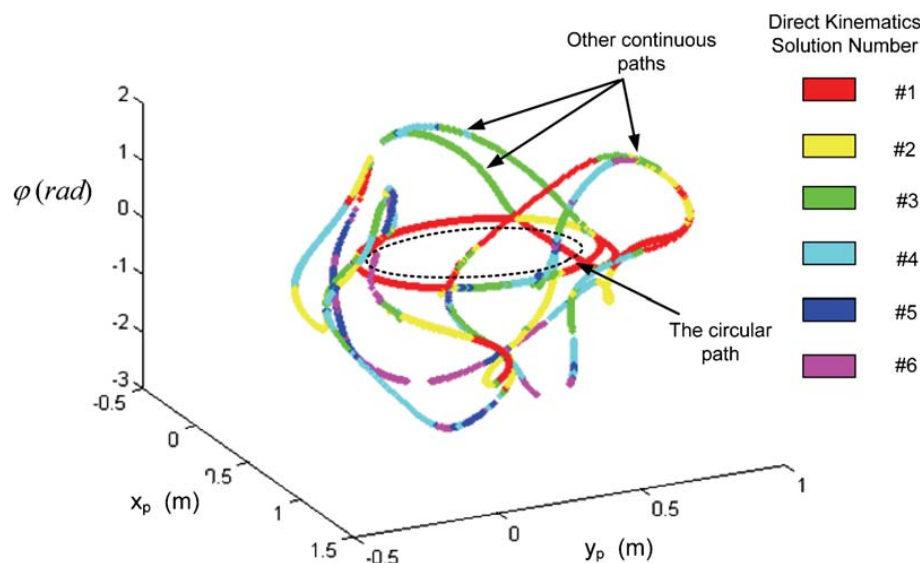 Direct Kinematics
Solution Number
Other continuous
paths
#1
#2
#3
#4
#5
#6
2
1
0
-1
-2
-3
φ (rad)
The circular
path
-0.5
0
0.5
1
1.5
x_p (m)
-0.5
0
0.5
1
y_p (m)